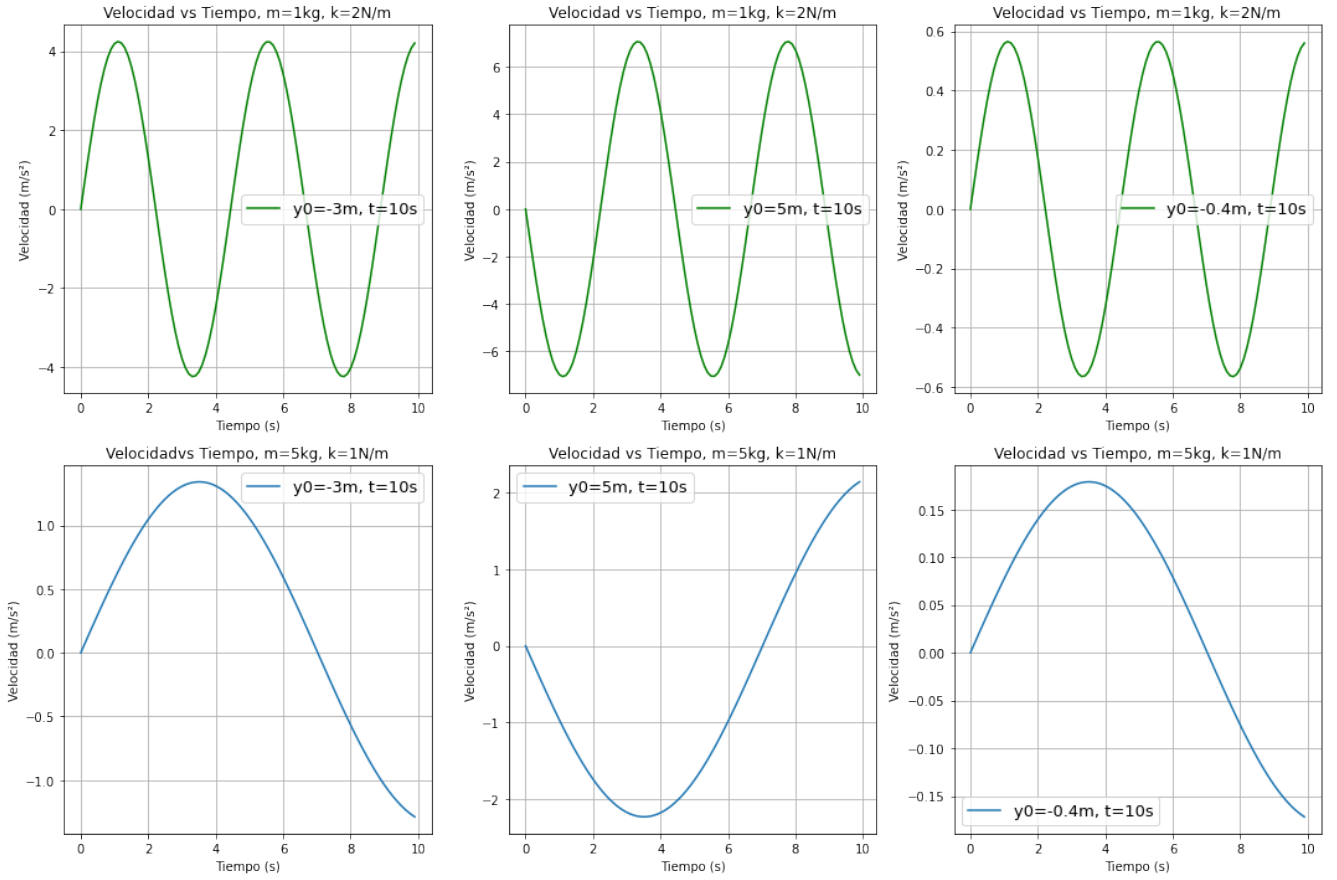 Velocidad vs Tiempo, m=1kg, k=2N/m
Velocidad (m/s²)
4
2
0
−2
−4
y0=-3m, t=10s
0 2 4 6 8 10
Tiempo (s)
Velocidad vs Tiempo, m=1kg, k=2N/m
Velocidad (m/s²)
6
4
2
0
−2
−4
−6
y0=5m, t=10s
0 2 4 6 8 10
Tiempo (s)
Velocidad vs Tiempo, m=1kg, k=2N/m
Velocidad (m/s²)
0.6
0.4
0.2
0.0
−0.2
−0.4
−0.6
y0=-0.4m, t=10s
0 2 4 6 8 10
Tiempo (s)
Velocidadvs Tiempo, m=5kg, k=1N/m
Velocidad (m/s²)
1.0
0.5
0.0
−0.5
−1.0
y0=-3m, t=10s
0 2 4 6 8 10
Tiempo (s)
Velocidad vs Tiempo, m=5kg, k=1N/m
Velocidad (m/s²)
2
1
0
−1
−2
y0=5m, t=10s
0 2 4 6 8 10
Tiempo (s)
Velocidad vs Tiempo, m=5kg, k=1N/m
Velocidad (m/s²)
0.15
0.10
0.05
0.00
−0.05
−0.10
−0.15
y0=-0.4m, t=10s
0 2 4 6 8 10
Tiempo (s)